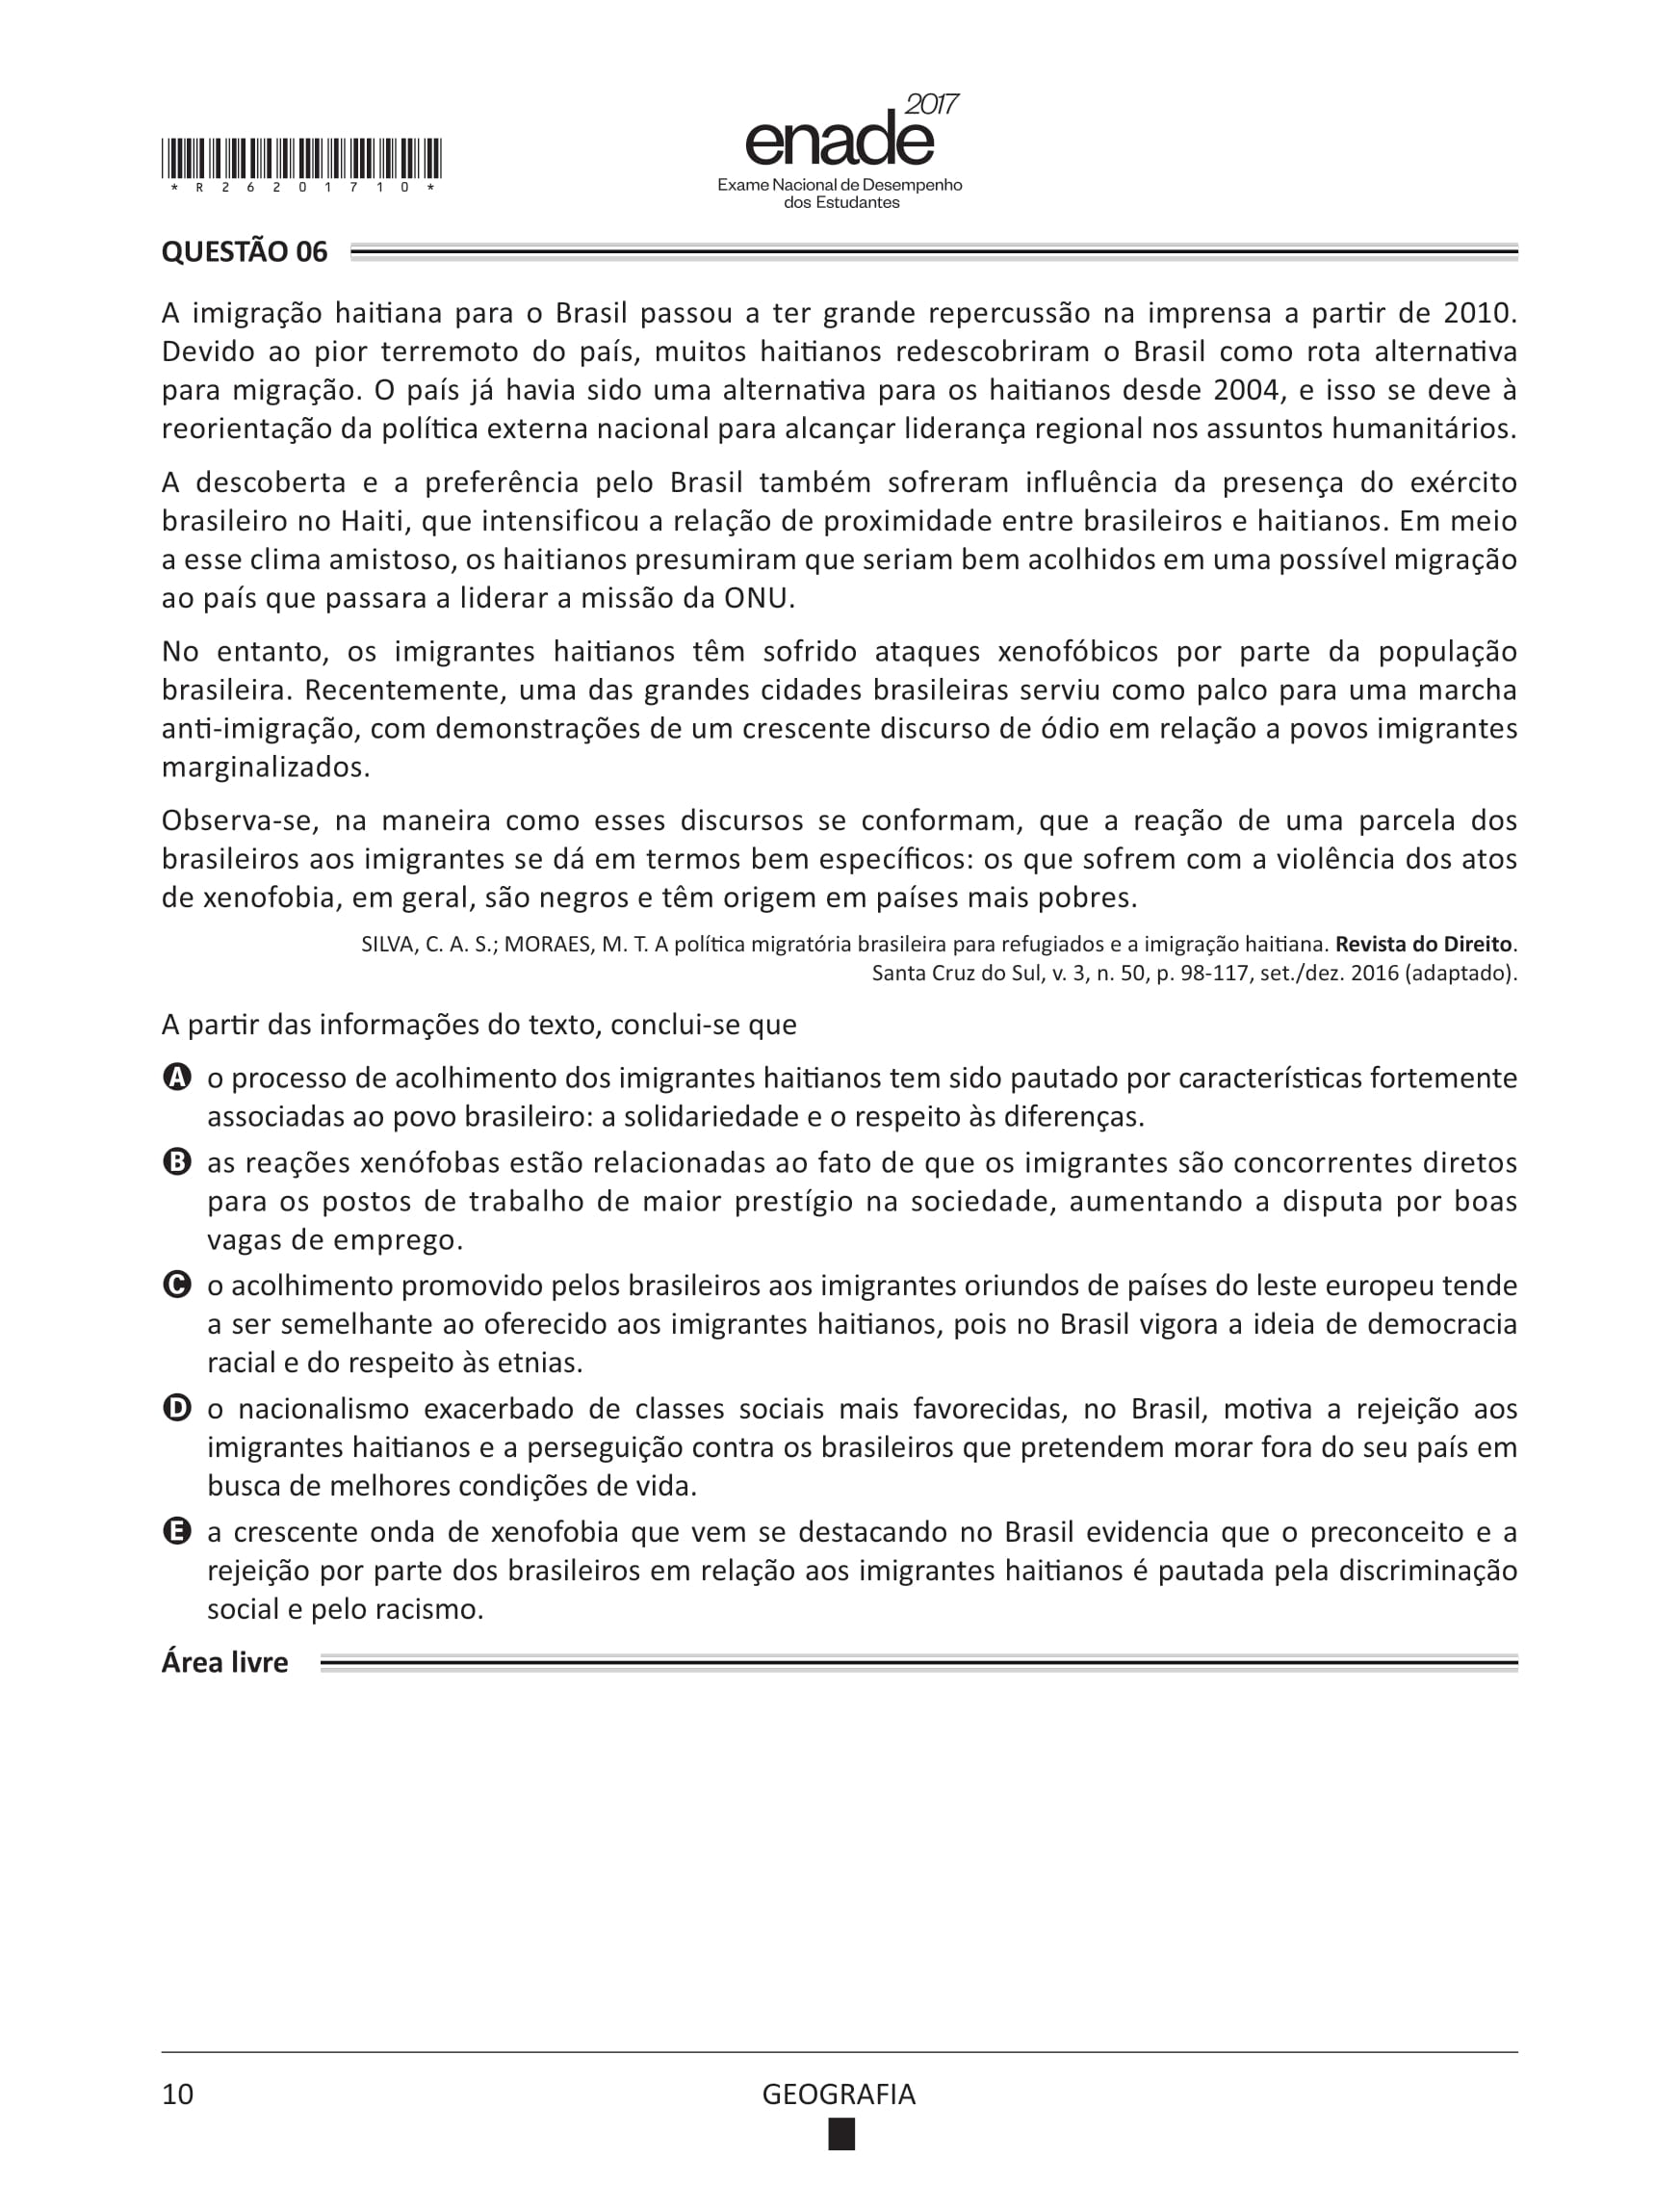 2017
enade
Exame Nacional de Desempenho
dos Estudantes
* R 2 6 2 0 1 7 1 0 *
QUESTÃO 06
A imigração haitiana para o Brasil passou a ter grande repercussão na imprensa a partir de 2010.
Devido ao pior terremoto do país, muitos haitianos redescobriram o Brasil como rota alternativa
para migração. O país já havia sido uma alternativa para os haitianos desde 2004, e isso se deve à
reorientação da política externa nacional para alcançar liderança regional nos assuntos humanitários.
A descoberta e a preferência pelo Brasil também sofreram influência da presença do exército
brasileiro no Haiti, que intensificou a relação de proximidade entre brasileiros e haitianos. Em meio
a esse clima amistoso, os haitianos presumiram que seriam bem acolhidos em uma possível migração
ao país que passara a liderar a missão da ONU.
No entanto, os imigrantes haitianos têm sofrido ataques xenofóbicos por parte da população
brasileira. Recentemente, uma das grandes cidades brasileiras serviu como palco para uma marcha
anti-imigração, com demonstrações de um crescente discurso de ódio em relação a povos imigrantes
marginalizados.
Observa-se, na maneira como esses discursos se conformam, que a reação de uma parcela dos
brasileiros aos imigrantes se dá em termos bem específicos: os que sofrem com a violência dos atos
de xenofobia, em geral, são negros e têm origem em países mais pobres.
SILVA, C. A. S.; MORAES, M. T. A política migratória brasileira para refugiados e a imigração haitiana. Revista do Direito.
Santa Cruz do Sul, v. 3, n. 50, p. 98-117, set./dez. 2016 (adaptado).
A partir das informações do texto, conclui-se que
A o processo de acolhimento dos imigrantes haitianos tem sido pautado por características fortemente
associadas ao povo brasileiro: a solidariedade e o respeito às diferenças.
B as reações xenófobas estão relacionadas ao fato de que os imigrantes são concorrentes diretos
para os postos de trabalho de maior prestígio na sociedade, aumentando a disputa por boas
vagas de emprego.
C o acolhimento promovido pelos brasileiros aos imigrantes oriundos de países do leste europeu tende
a ser semelhante ao oferecido aos imigrantes haitianos, pois no Brasil vigora a ideia de democracia
racial e do respeito às etnias.
D o nacionalismo exacerbado de classes sociais mais favorecidas, no Brasil, motiva a rejeição aos
imigrantes haitianos e a perseguição contra os brasileiros que pretendem morar fora do seu país em
busca de melhores condições de vida.
E a crescente onda de xenofobia que vem se destacando no Brasil evidencia que o preconceito e a
rejeição por parte dos brasileiros em relação aos imigrantes haitianos é pautada pela discriminação
social e pelo racismo.
Área livre
10
GEOGRAFIA